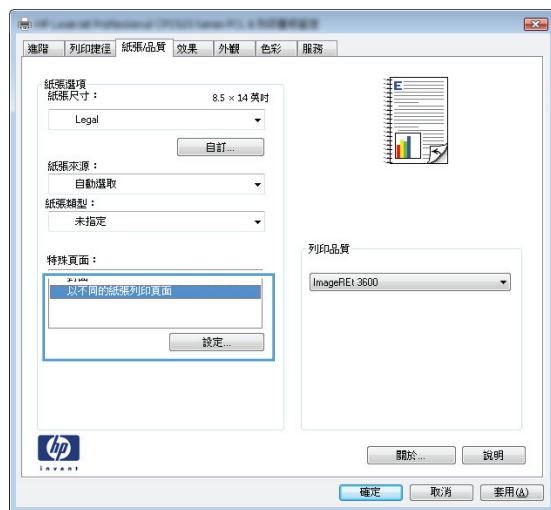 進階 列印捷徑 紙張/品質 效果 外觀 色彩 服務
紙張選項
紙張尺寸： 8.5 × 14 英吋
Legal
自訂...
紙張來源：
自動選取
紙張類型：
未指定
特殊頁面：
封面
以不同的紙張列印頁面
設定...
E
列印品質
ImageREt 3600
hp
invent
關於... 說明
確定 取消 套用(A)